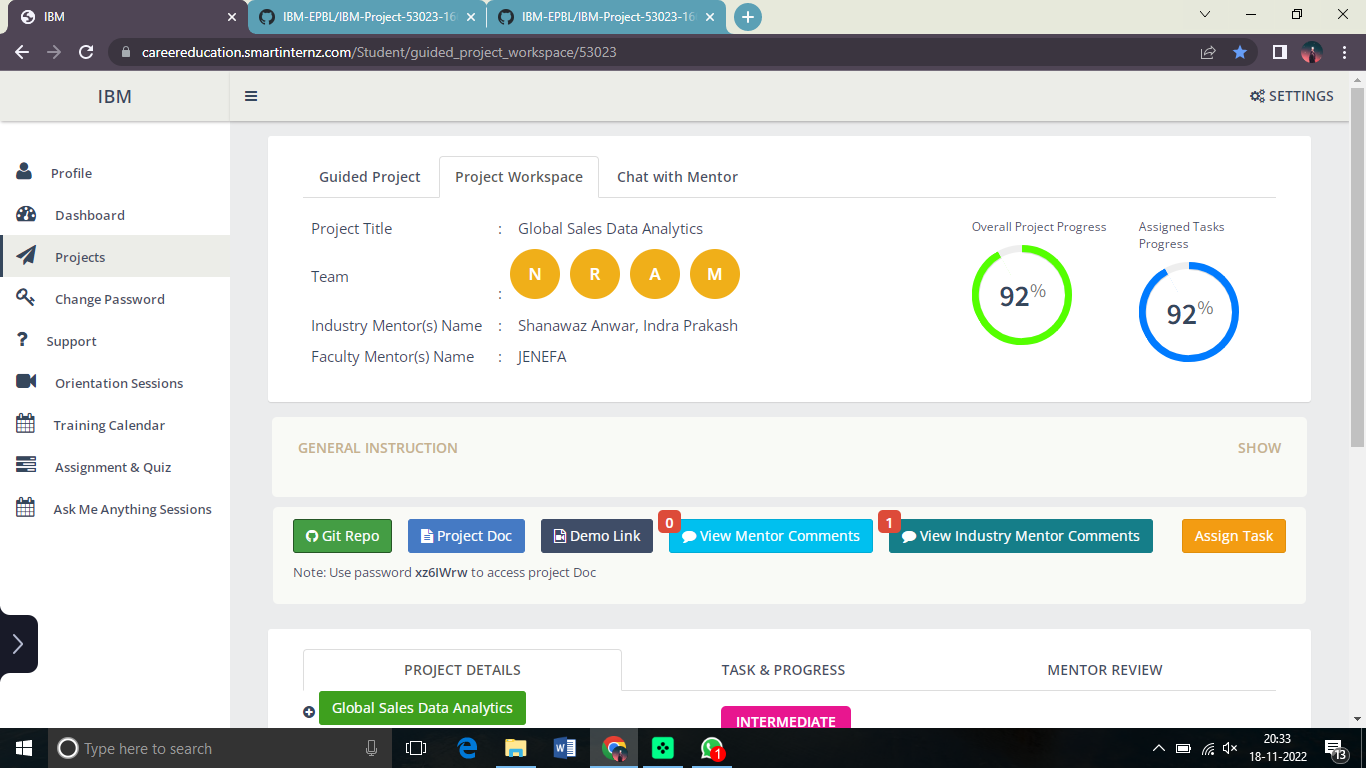 IBM
IBM-EPBL/IBM-Project-53023-16
IBM-EPBL/IBM-Project-53023-16
careereducation.smartinternz.com/Student/guided_project_workspace/53023
IBM
SETTINGS
Profile
Dashboard
Projects
Change Password
Support
Orientation Sessions
Training Calendar
Assignment & Quiz
Ask Me Anything Sessions
Guided Project
Project Workspace
Chat with Mentor
Project Title : Global Sales Data Analytics
Team : N R A M
Industry Mentor(s) Name : Shanawaz Anwar, Indra Prakash
Faculty Mentor(s) Name : JENEFA
Overall Project Progress
92%
Assigned Tasks
Progress
92%
GENERAL INSTRUCTION
SHOW
Git Repo
Project Doc
Demo Link
0
View Mentor Comments
1
View Industry Mentor Comments
Assign Task
Note: Use password xz6IWrw to access project Doc
PROJECT DETAILS
TASK & PROGRESS
MENTOR REVIEW
Global Sales Data Analytics
INTERMEDIATE
Type here to search
1
20:33
18-11-2022
13